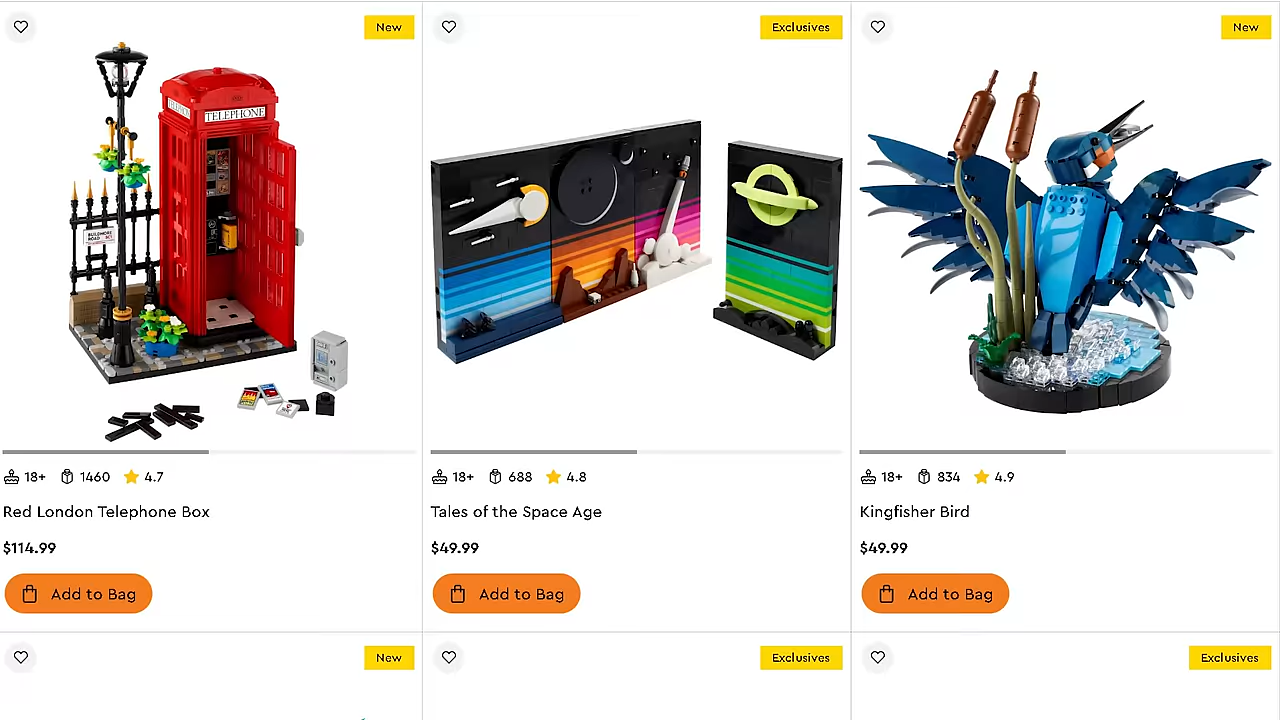 New
Exclusives
New
TELEPHONE
BUILDMORE
ROAD
18+ 1460 4.7
18+ 688 4.8
18+ 834 4.9
Red London Telephone Box
Tales of the Space Age
Kingfisher Bird
$114.99
$49.99
$49.99
Add to Bag
Add to Bag
Add to Bag
New
Exclusives
Exclusives